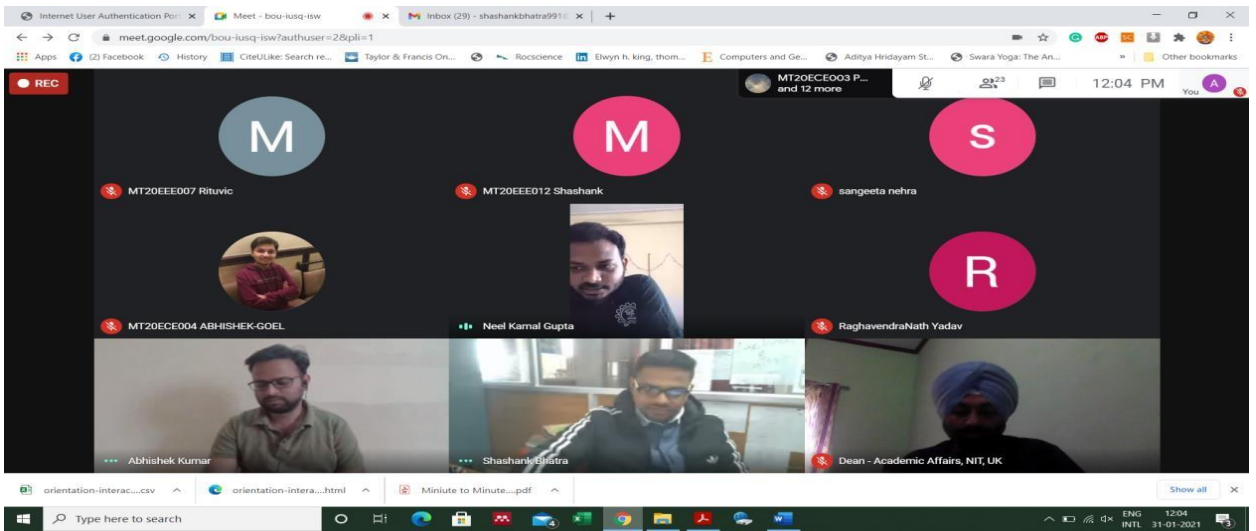 Internet User Authentication Por
Meet - bou-iusq-isw
Inbox (29) - shashankbhatra991
meet.google.com/bou-iusq-isw?authuser=2&pli=1
Apps (2) Facebook History CiteULike: Search re... Taylor & Francis On... Rocscience Elwyn h. king, thom... Computers and Ge... Aditya Hridayam St... Swara Yoga: The An... » Other bookmarks
REC
MT20ECE003 P...
and 12 more
23
12:04 PM
You
A
M
M
s
MT20EEE007 Rituvic
MT20EEE012 Shashank
sangeeta nehra
R
MT20ECE004 ABHISHEK-GOEL
Neel Kamal Gupta
RaghavendraNath Yadav
Abhishek Kumar
Shashank Bhatra
Dean - Academic Affairs, NIT, UK
orientation-interac....csv
orientation-intera....html
Miniute to Minute....pdf
Show all
Type here to search
ENG
INTL
12:04
31-01-2021